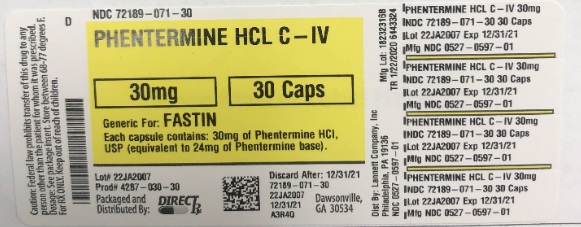 Caution: Federal law prohibits transfer of this drug to any
person other than the patient for whom it was prescribed.
Dosage: See package insert. Store between 68-77 degrees F.
For RX ONLY. Keep out of reach of children.
D
NDC 72189-071-30
PHENTERMINE HCL C-IV
30mg
30 Caps
Generic For: FASTIN
Each capsule contains: 30mg of Phentermine HCl,
USP (equivalent to 24mg of Phentermine base).
Lot# 22JA2007
Prod# 4287-030-30
Packaged and
Distributed By:
DIRECT Rx
Discard After: 12/31/21
72189-071-30
22JA2007
12/31/21
A3R4Q
Dawsonville,
GA 30534
Mfg Lot: 18232316B
TR 1/22/2020 6443324
Dist By: Lannett Company, Inc
Philadelphia, PA 19136
NDC 0527-0597-01
PHENTERMINE HCL C-IV 30mg
NDC 72189-071-30 30 Caps
Lot 22JA2007 Exp 12/31/21
Mfg NDC 0527-0597-01
PHENTERMINE HCL C-IV 30mg
NDC 72189-071-30 30 Caps
Lot 22JA2007 Exp 12/31/21
Mfg NDC 0527-0597-01
PHENTERMINE HCL C-IV 30mg
NDC 72189-071-30 30 Caps
Lot 22JA2007 Exp 12/31/21
Mfg NDC 0527-0597-01
PHENTERMINE HCL C-IV 30mg
NDC 72189-071-30 30 Caps
Lot 22JA2007 Exp 12/31/21
Mfg NDC 0527-0597-01